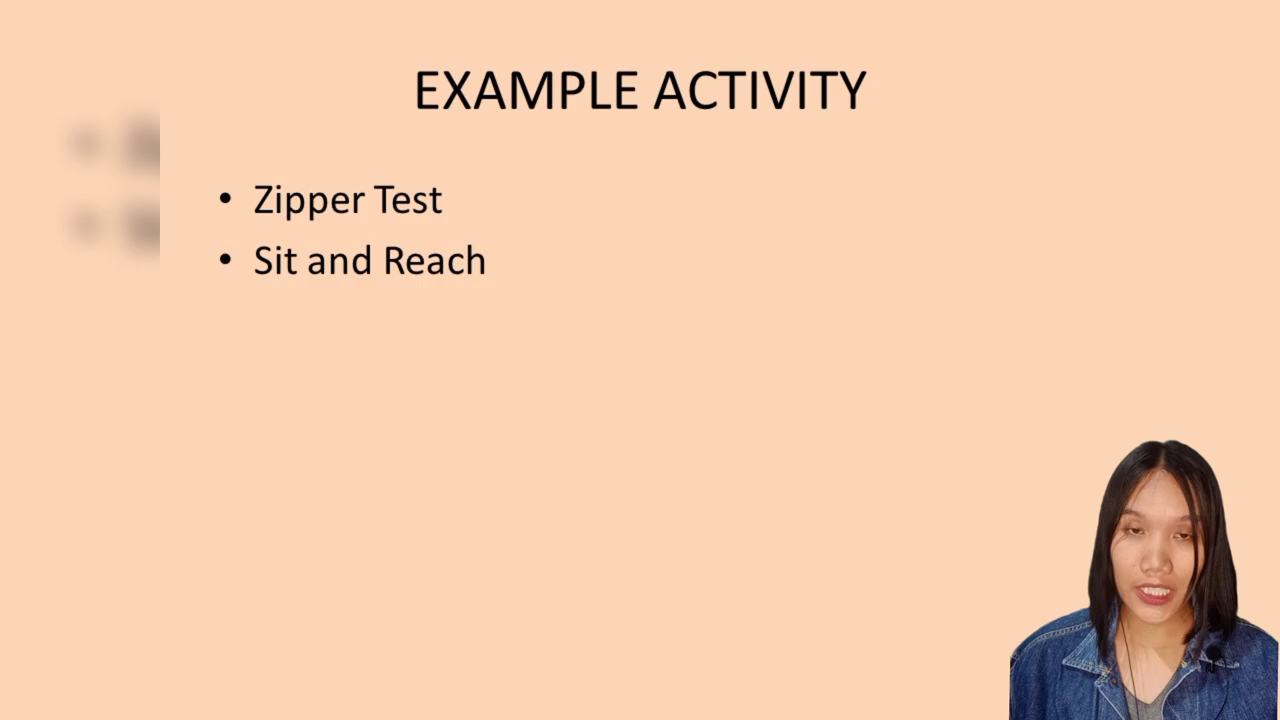 EXAMPLE ACTIVITY
• Zipper Test
• Sit and Reach